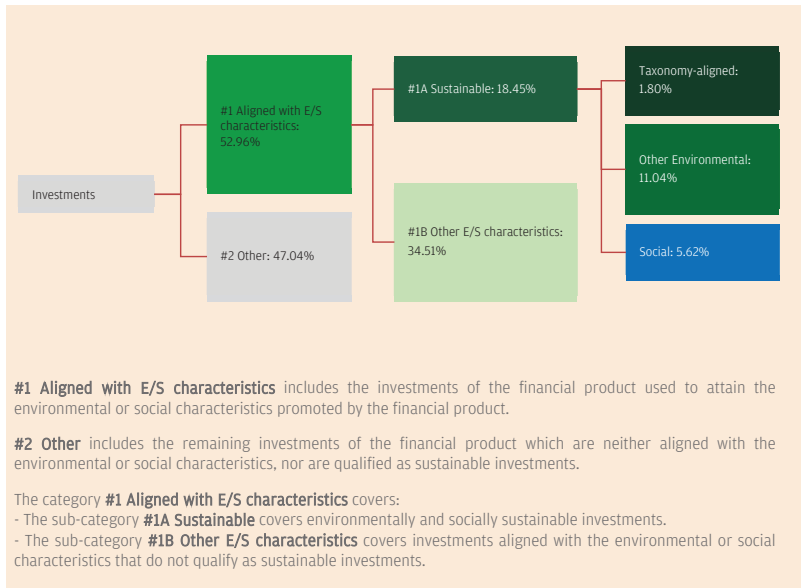 Investments
#1 Aligned with E/S
characteristics:
52.96%
#2 Other: 47.04%
#1A Sustainable: 18.45%
#1B Other E/S characteristics:
34.51%
Taxonomy-aligned:
1.80%
Other Environmental:
11.04%
Social: 5.62%
#1 Aligned with E/S characteristics includes the investments of the financial product used to attain the
environmental or social characteristics promoted by the financial product.
#2 Other includes the remaining investments of the financial product which are neither aligned with the
environmental or social characteristics, nor are qualified as sustainable investments.
The category #1 Aligned with E/S characteristics covers:
- The sub-category #1A Sustainable covers environmentally and socially sustainable investments.
- The sub-category #1B Other E/S characteristics covers investments aligned with the environmental or social
characteristics that do not qualify as sustainable investments.